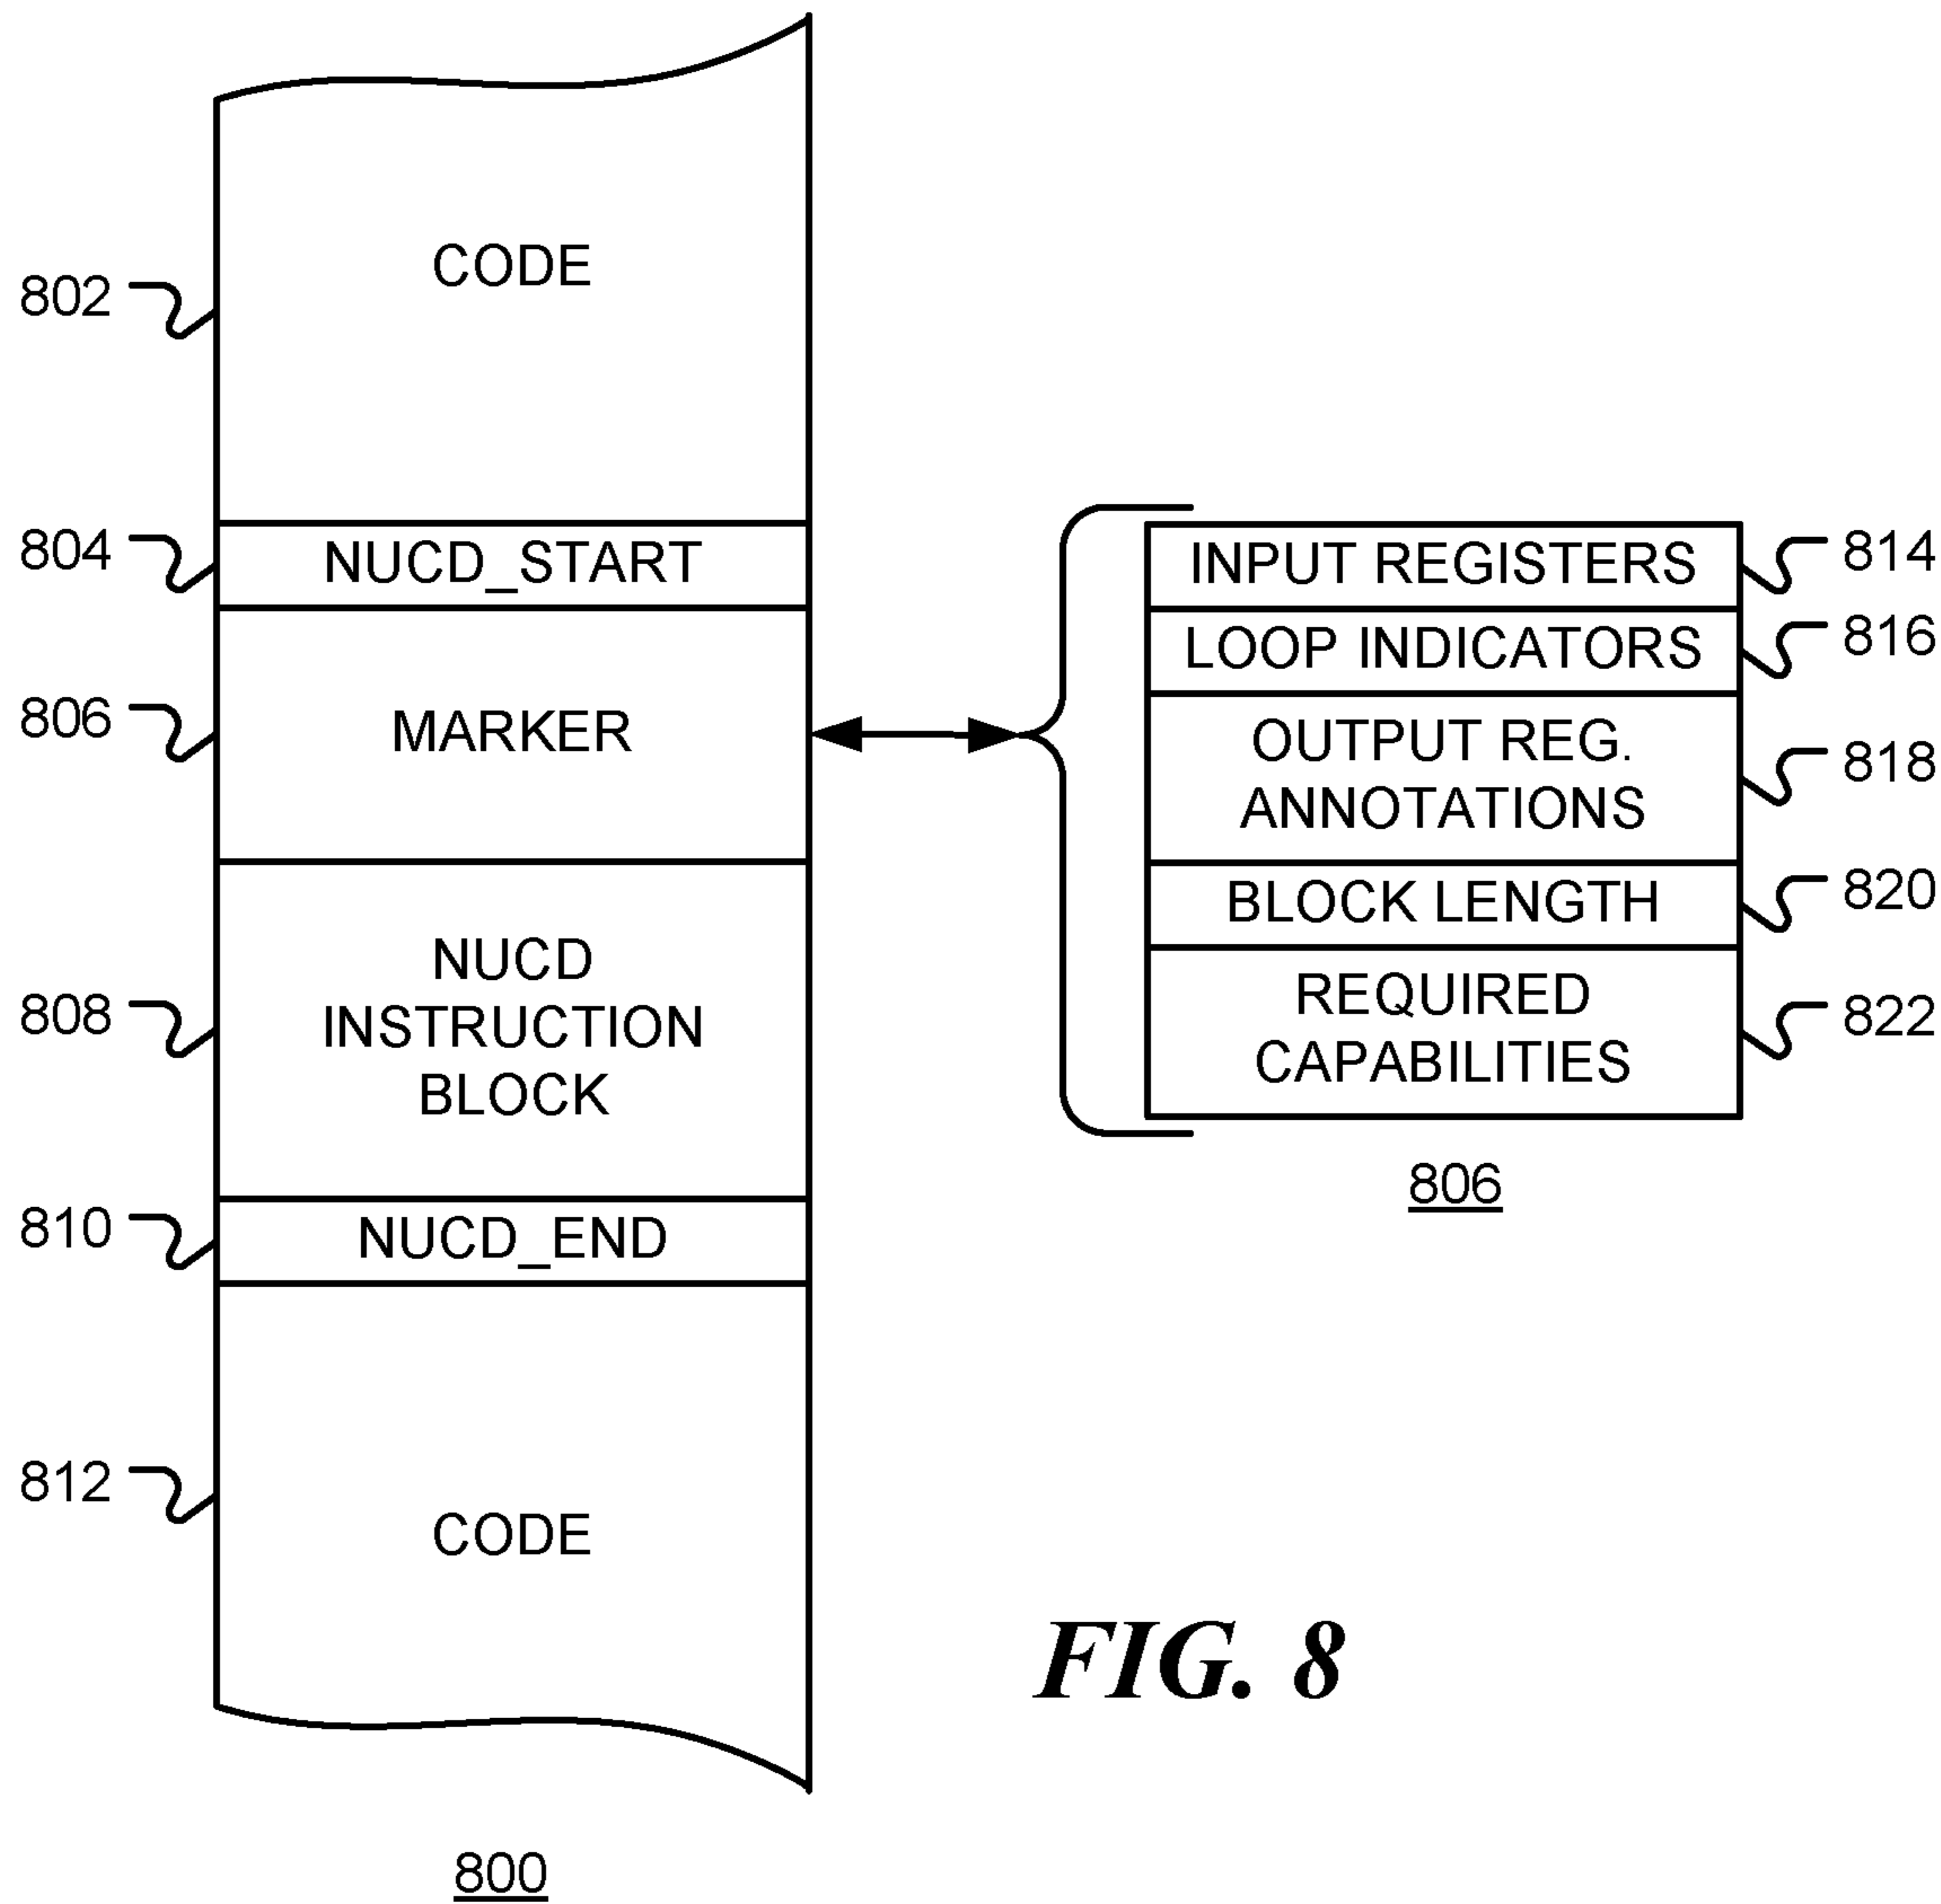 CODE
802
804
NUCD_START
806
MARKER
808
NUCD
INSTRUCTION
BLOCK
810
NUCD_END
812
CODE
800
INPUT REGISTERS
814
LOOP INDICATORS
816
OUTPUT REG.
ANNOTATIONS
818
BLOCK LENGTH
820
REQUIRED
CAPABILITIES
822
806
FIG. 8